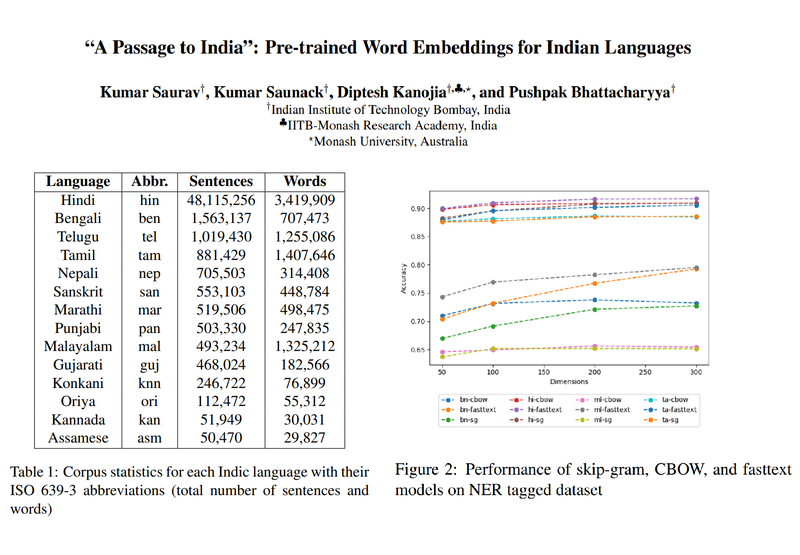 “A Passage to India”: Pre-trained Word Embeddings for Indian Languages
Kumar Saurav†, Kumar Saunack†, Diptesh Kanojia†,♣,⋆, and Pushpak Bhattacharyya†
†Indian Institute of Technology Bombay, India
♣IITB-Monash Research Academy, India
⋆Monash University, Australia
Language Abbr. Sentences Words
Hindi hin 48,115,256 3,419,909
Bengali ben 1,563,137 707,473
Telugu tel 1,019,430 1,255,086
Tamil tam 881,429 1,407,646
Nepali nep 705,503 314,408
Sanskrit san 553,103 448,784
Marathi mar 519,506 498,475
Punjabi pan 503,330 247,835
Malayalam mal 493,234 1,325,212
Gujarati guj 468,024 182,566
Konkani knn 246,722 76,899
Oriya ori 112,472 55,312
Kannada kan 51,949 30,031
Assamese asm 50,470 29,827
Table 1: Corpus statistics for each Indic language with their
ISO 639-3 abbreviations (total number of sentences and
words)
Accuracy
0.90
0.85
0.80
0.75
0.70
0.65
50 100 150 200 250 300
Dimensions
bn-cbow hi-cbow ml-cbow ta-cbow
bn-fasttext hi-fasttext ml-fasttext ta-fasttext
bn-sg hi-sg ml-sg ta-sg
Figure 2: Performance of skip-gram, CBOW, and fasttext
models on NER tagged dataset